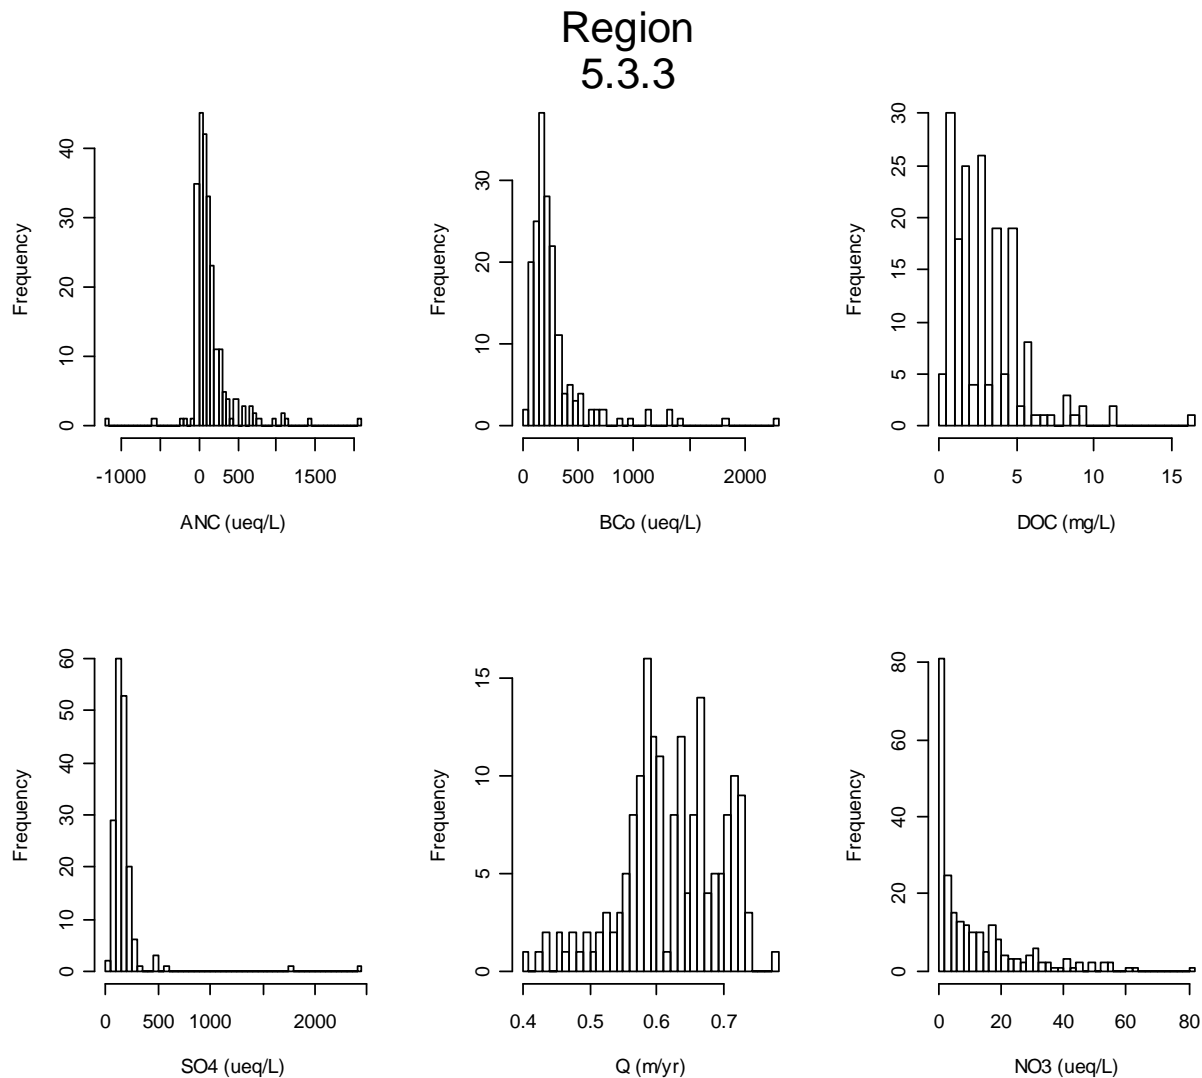 Region
5.3.3
Frequency
0 10 20 30 40
-1000 0 500 1500
ANC (ueq/L)
Frequency
0 10 20 30
0 500 1000 2000
BCo (ueq/L)
Frequency
0 5 10 15 20 25 30
0 5 10 15
DOC (mg/L)
Frequency
0 10 20 30 40 50 60
0 500 1000 2000
SO4 (ueq/L)
Frequency
0 5 10 15
0.4 0.5 0.6 0.7
Q (m/yr)
Frequency
0 20 40 60 80
0 20 40 60 80
NO3 (ueq/L)